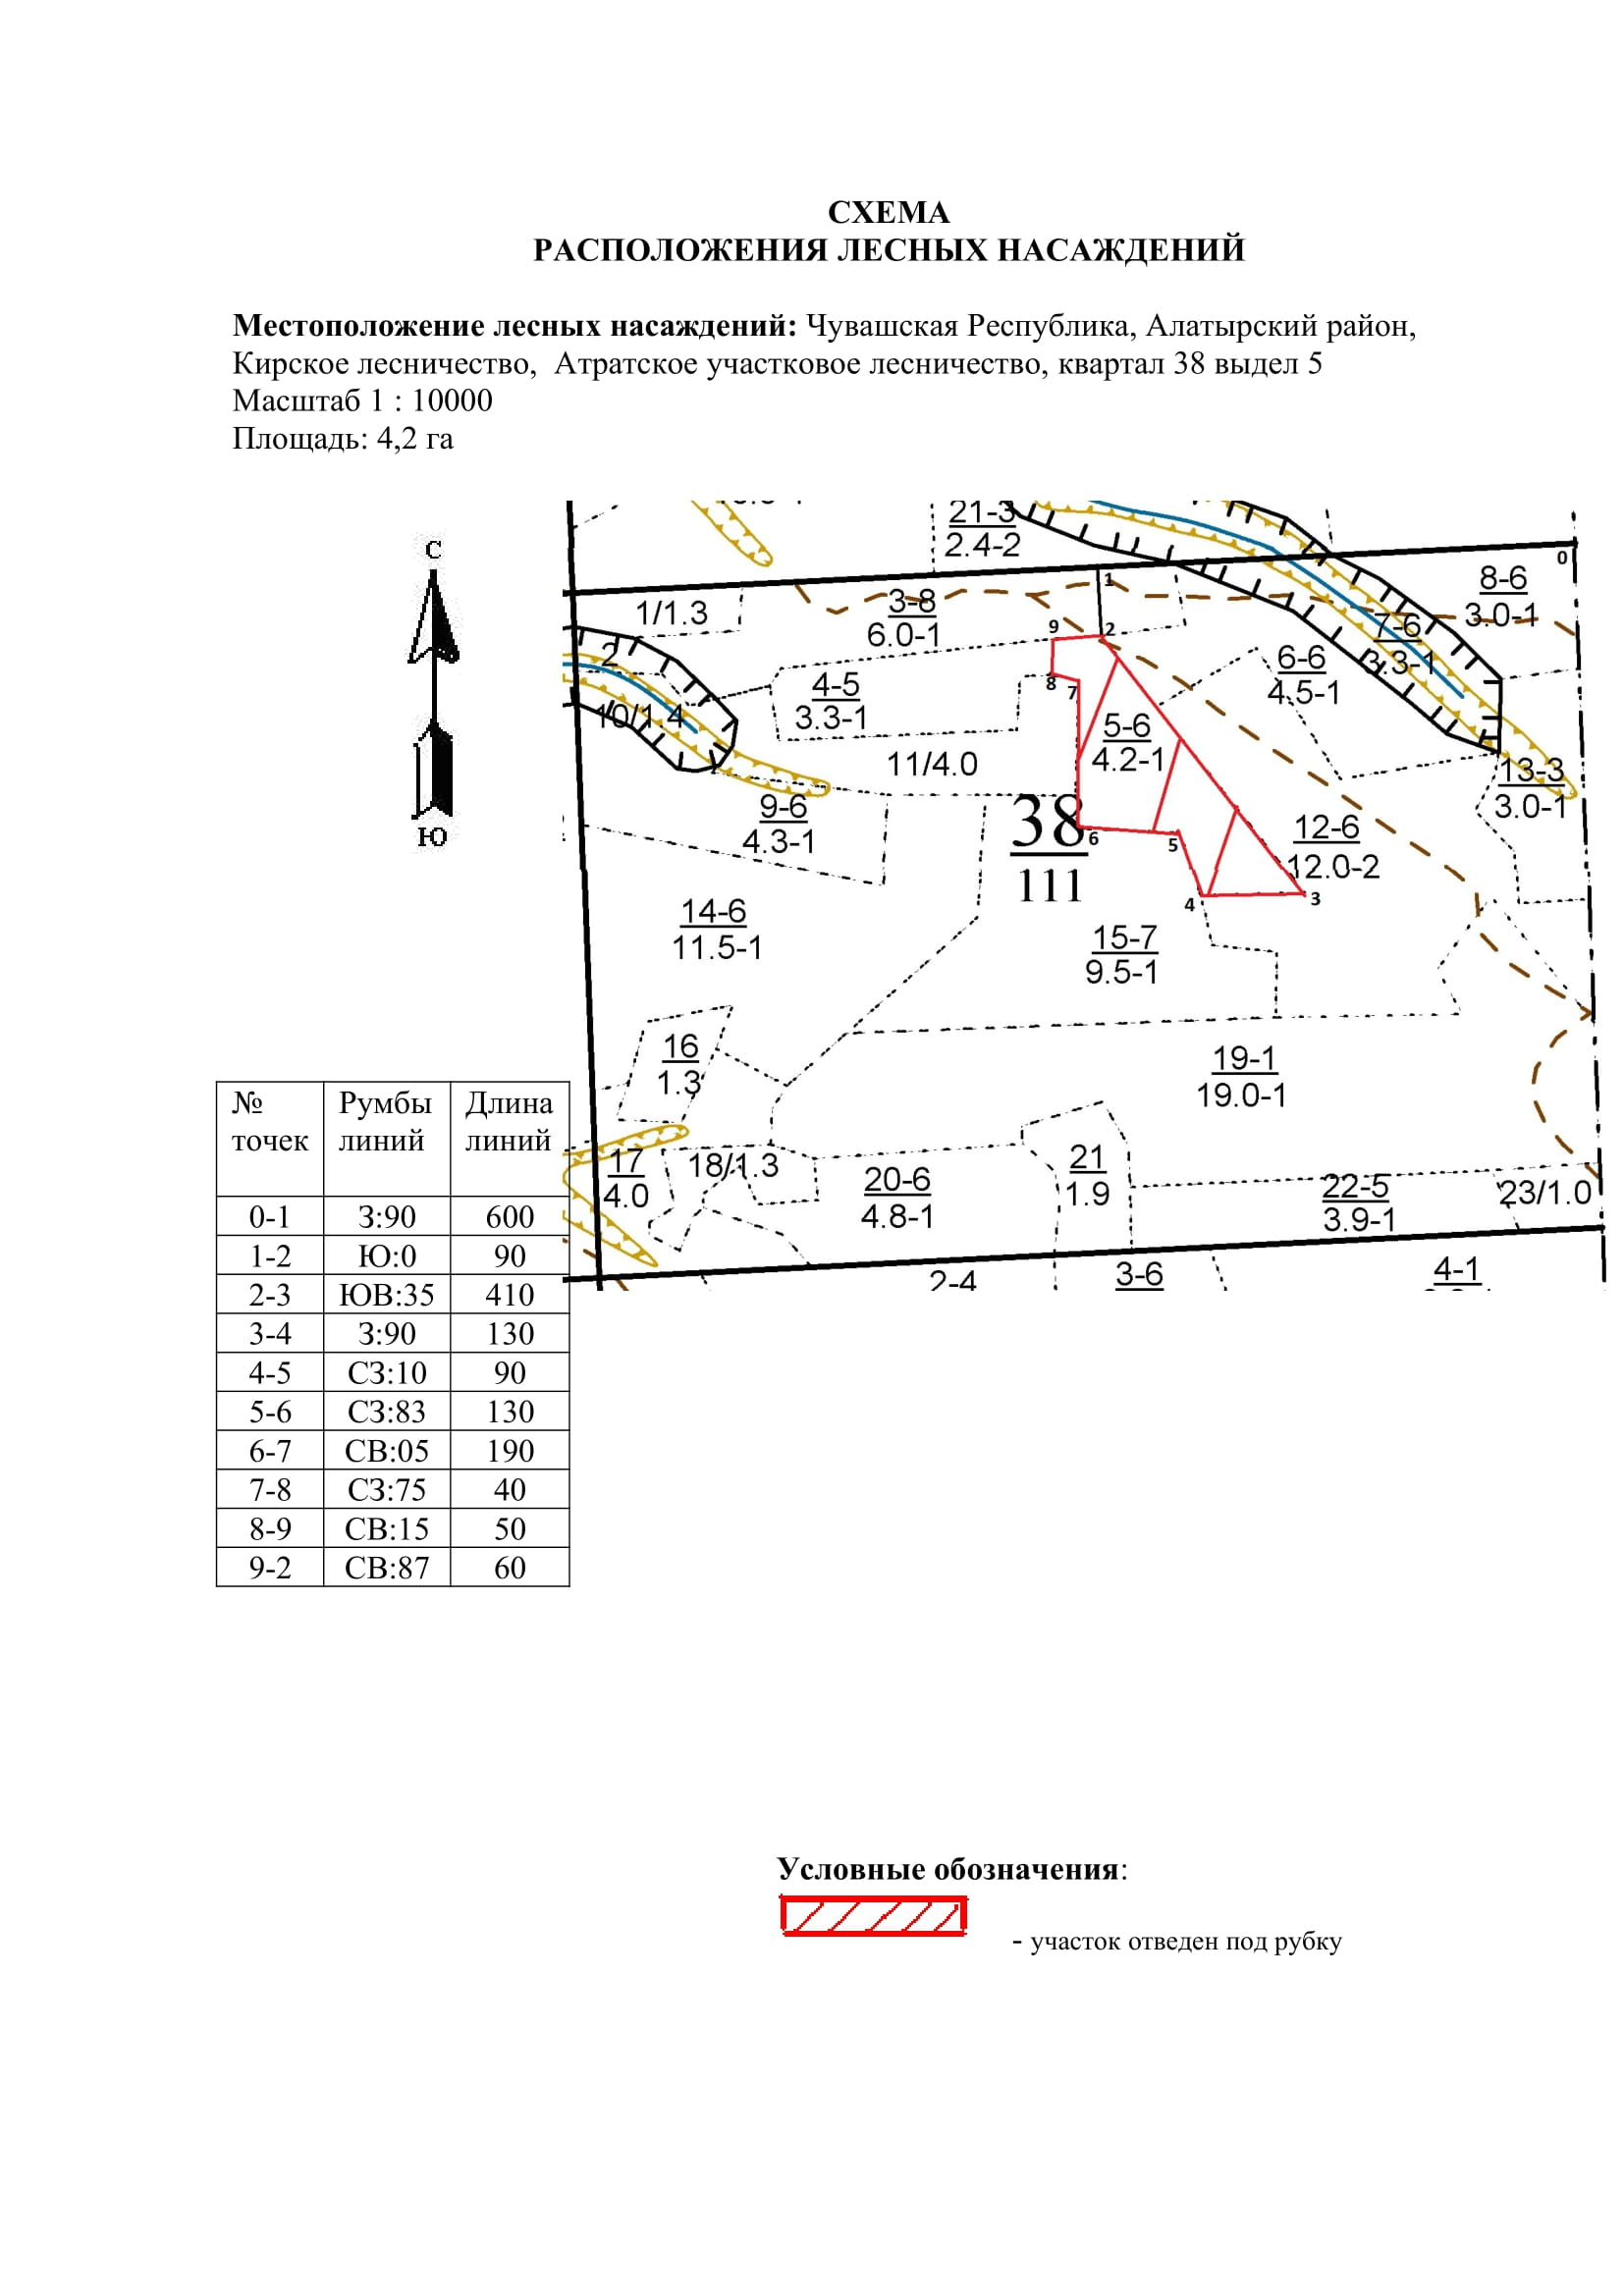 СХЕМА
РАСПОЛОЖЕНИЯ ЛЕСНЫХ НАСАЖДЕНИЙ
Местоположение лесных насаждений: Чувашская Республика, Алатырский район,
Кирское лесничество, Атратское участковое лесничество, квартал 38 выдел 5
Масштаб 1 : 10000
Площадь: 4,2 га
С
Ю
21-3
2.4-2
0
8-6
3.0-1
1
1/1.3
3-8
6.0-1
9
2
7-6
2
6-6
4.5-1
8
7
4-5
3.3-1
10/1.4
5-6
4.2-1
11/4.0
13-3
3.0-1
9-6
4.3-1
38
111
6
5
12-6
12.0-2
4
3
14-6
11.5-1
15-7
9.5-1
16
1.3
19-1
19.0-1
17
4.0
18/1.3
20-6
4.8-1
21
1.9
22-5
3.9-1
23/1.0
2-4
3-6
4-1
№ точек Румбы линий Длина линий
0-1 З:90 600
1-2 Ю:0 90
2-3 ЮВ:35 410
3-4 З:90 130
4-5 СЗ:10 90
5-6 СЗ:83 130
6-7 СВ:05 190
7-8 СЗ:75 40
8-9 СВ:15 50
9-2 СВ:87 60
Условные обозначения:
- участок отведен под рубку